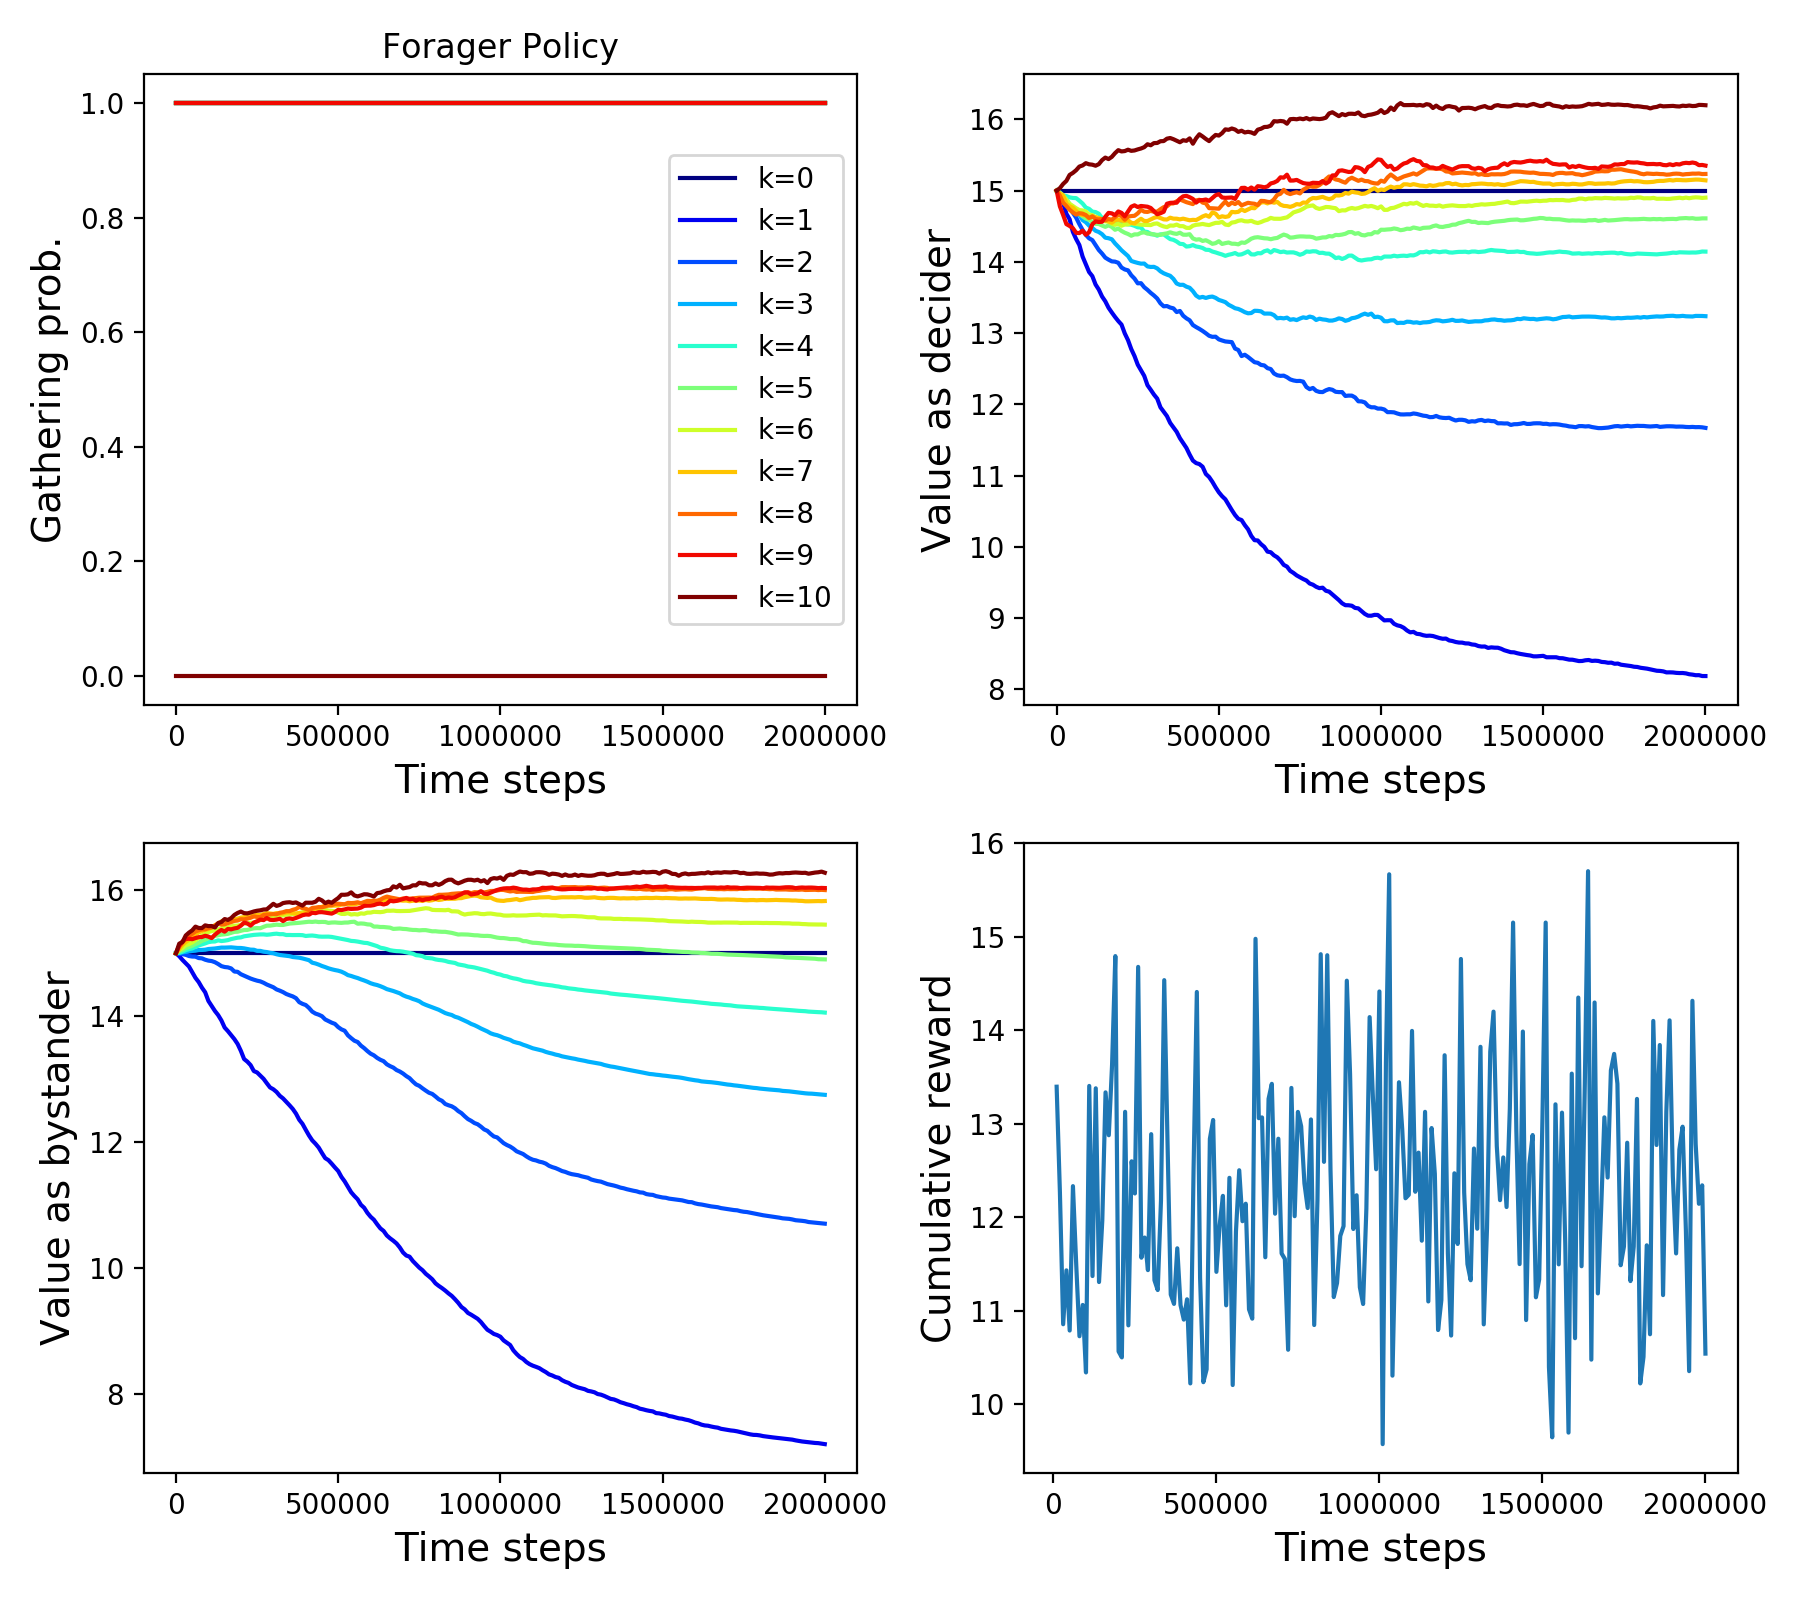 Forager Policy
Gathering prob.
1.0
0.8
0.6
0.4
0.2
0.0
k=0
k=1
k=2
k=3
k=4
k=5
k=6
k=7
k=8
k=9
k=10
0 500000 1000000 1500000 2000000
Time steps
Value as decider
16
15
14
13
12
11
10
9
8
0 500000 1000000 1500000 2000000
Time steps
Value as bystander
16
14
12
10
8
0 500000 1000000 1500000 2000000
Time steps
Cumulative reward
16
15
14
13
12
11
10
0 500000 1000000 1500000 2000000
Time steps